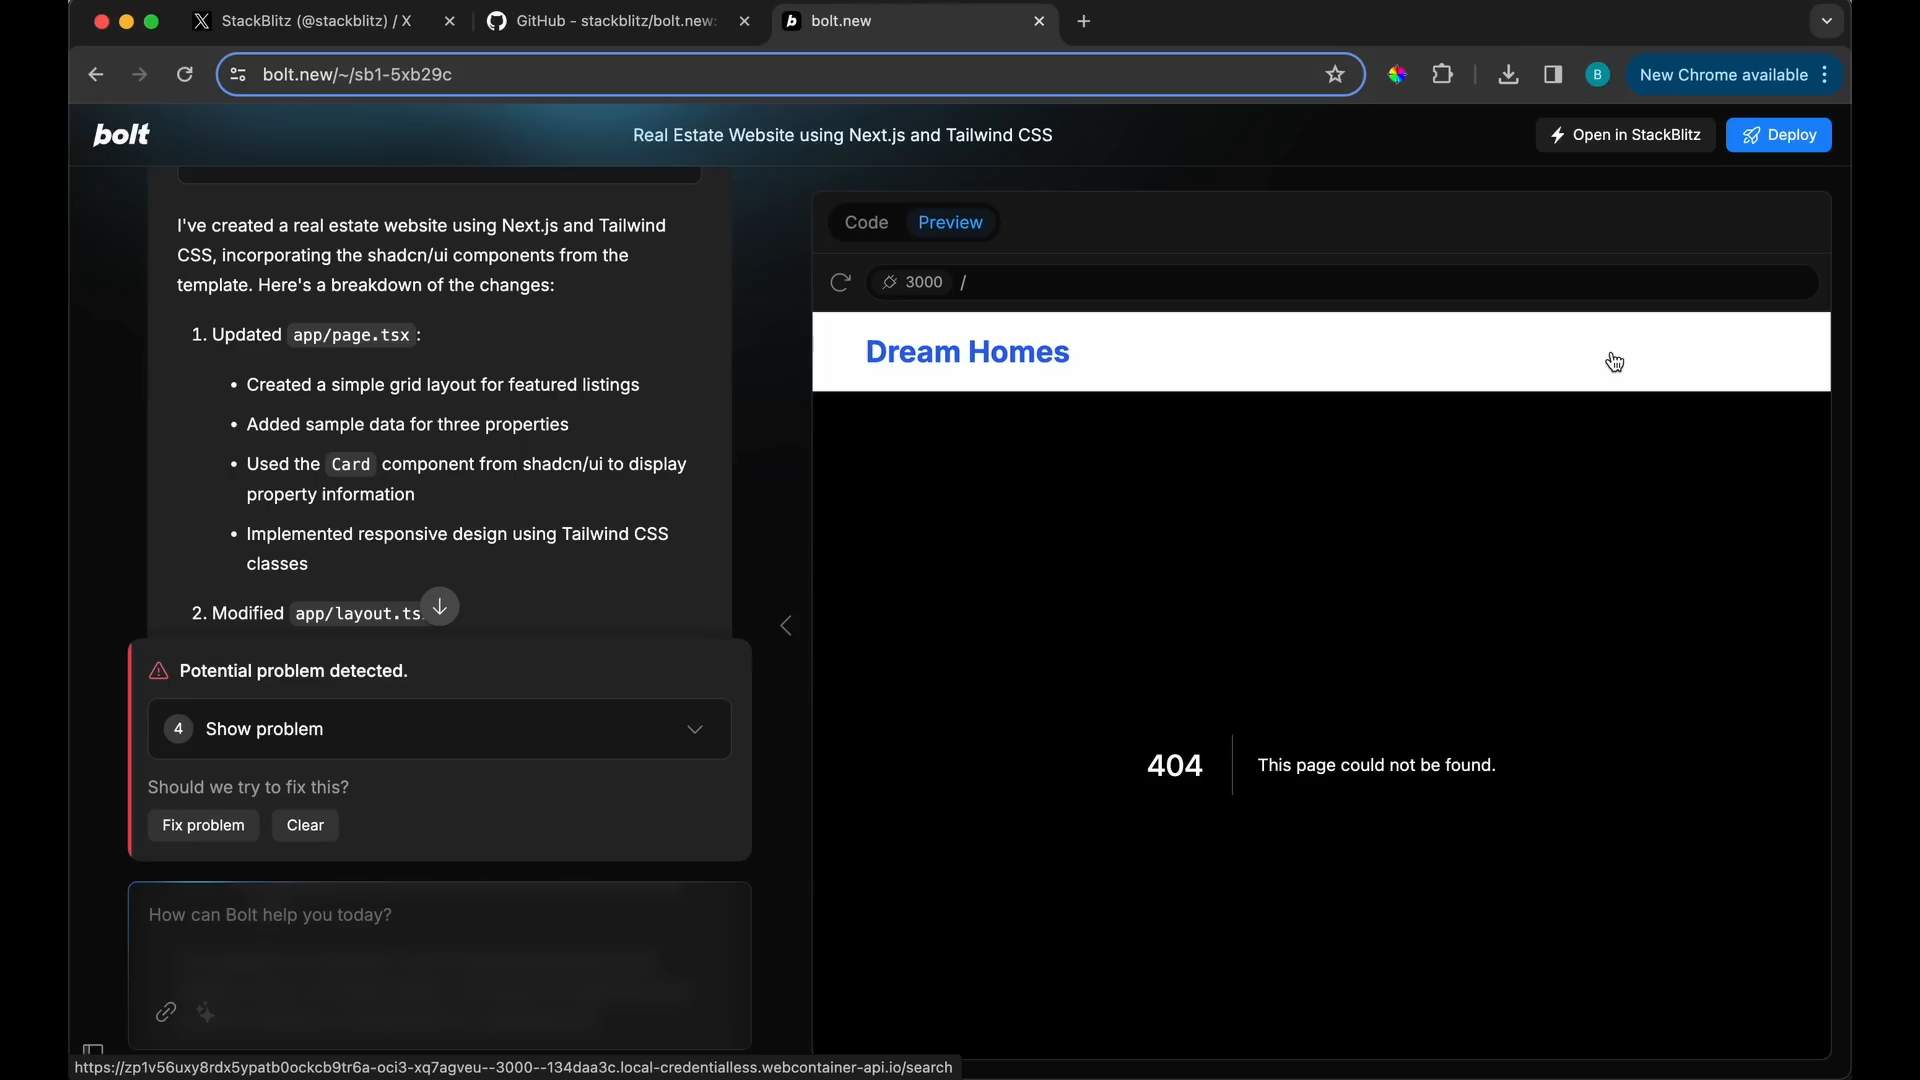 StackBlitz (@stackblitz) / X
GitHub - stackblitz/bolt.new:
bolt.new
bolt.new/~/sb1-5xb29c
B
New Chrome available
bolt
Real Estate Website using Next.js and Tailwind CSS
Open in StackBlitz
Deploy
I've created a real estate website using Next.js and Tailwind
CSS, incorporating the shadcn/ui components from the
template. Here's a breakdown of the changes:
1. Updated app/page.tsx:
• Created a simple grid layout for featured listings
• Added sample data for three properties
• Used the Card component from shadcn/ui to display
property information
• Implemented responsive design using Tailwind CSS
classes
2. Modified app/layout.ts
Potential problem detected.
4 Show problem
Should we try to fix this?
Fix problem
Clear
How can Bolt help you today?
Code
Preview
3000 /
Dream Homes
404
This page could not be found.
https://zp1v56uxy8rdx5ypatb0ockcb9tr6a-oci3-xq7agveu--3000--134daa3c.local-credentialless.webcontainer-api.io/search